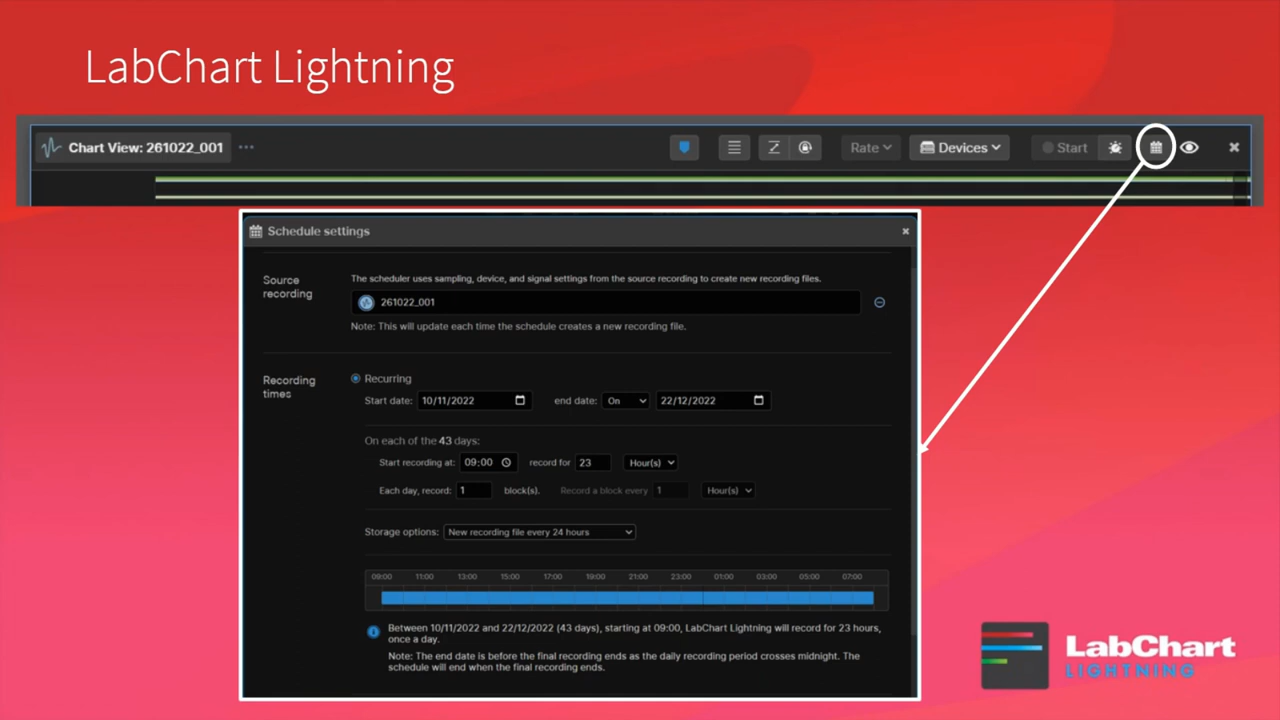 LabChart Lightning
Chart View: 261022_001 ••• Rate Devices Start
Schedule settings
Source recording
The scheduler uses sampling, device, and signal settings from the source recording to create new recording files.
261022_001
Note: This will update each time the schedule creates a new recording file.
Recording times
Recurring
Start date: 10/11/2022 end date: On 22/12/2022
On each of the 43 days:
Start recording at: 09:00 record for 23 Hour(s)
Each day, record: 1 block(s). Record a block every 1 Hour(s)
Storage options: New recording file every 24 hours
09:00 11:00 13:00 15:00 17:00 19:00 21:00 23:00 01:00 03:00 05:00 07:00
Between 10/11/2022 and 22/12/2022 (43 days), starting at 09:00, LabChart Lightning will record for 23 hours,
once a day.
Note: The end date is before the final recording ends as the daily recording period crosses midnight. The
schedule will end when the final recording ends.
LabChart
LIGHTNING